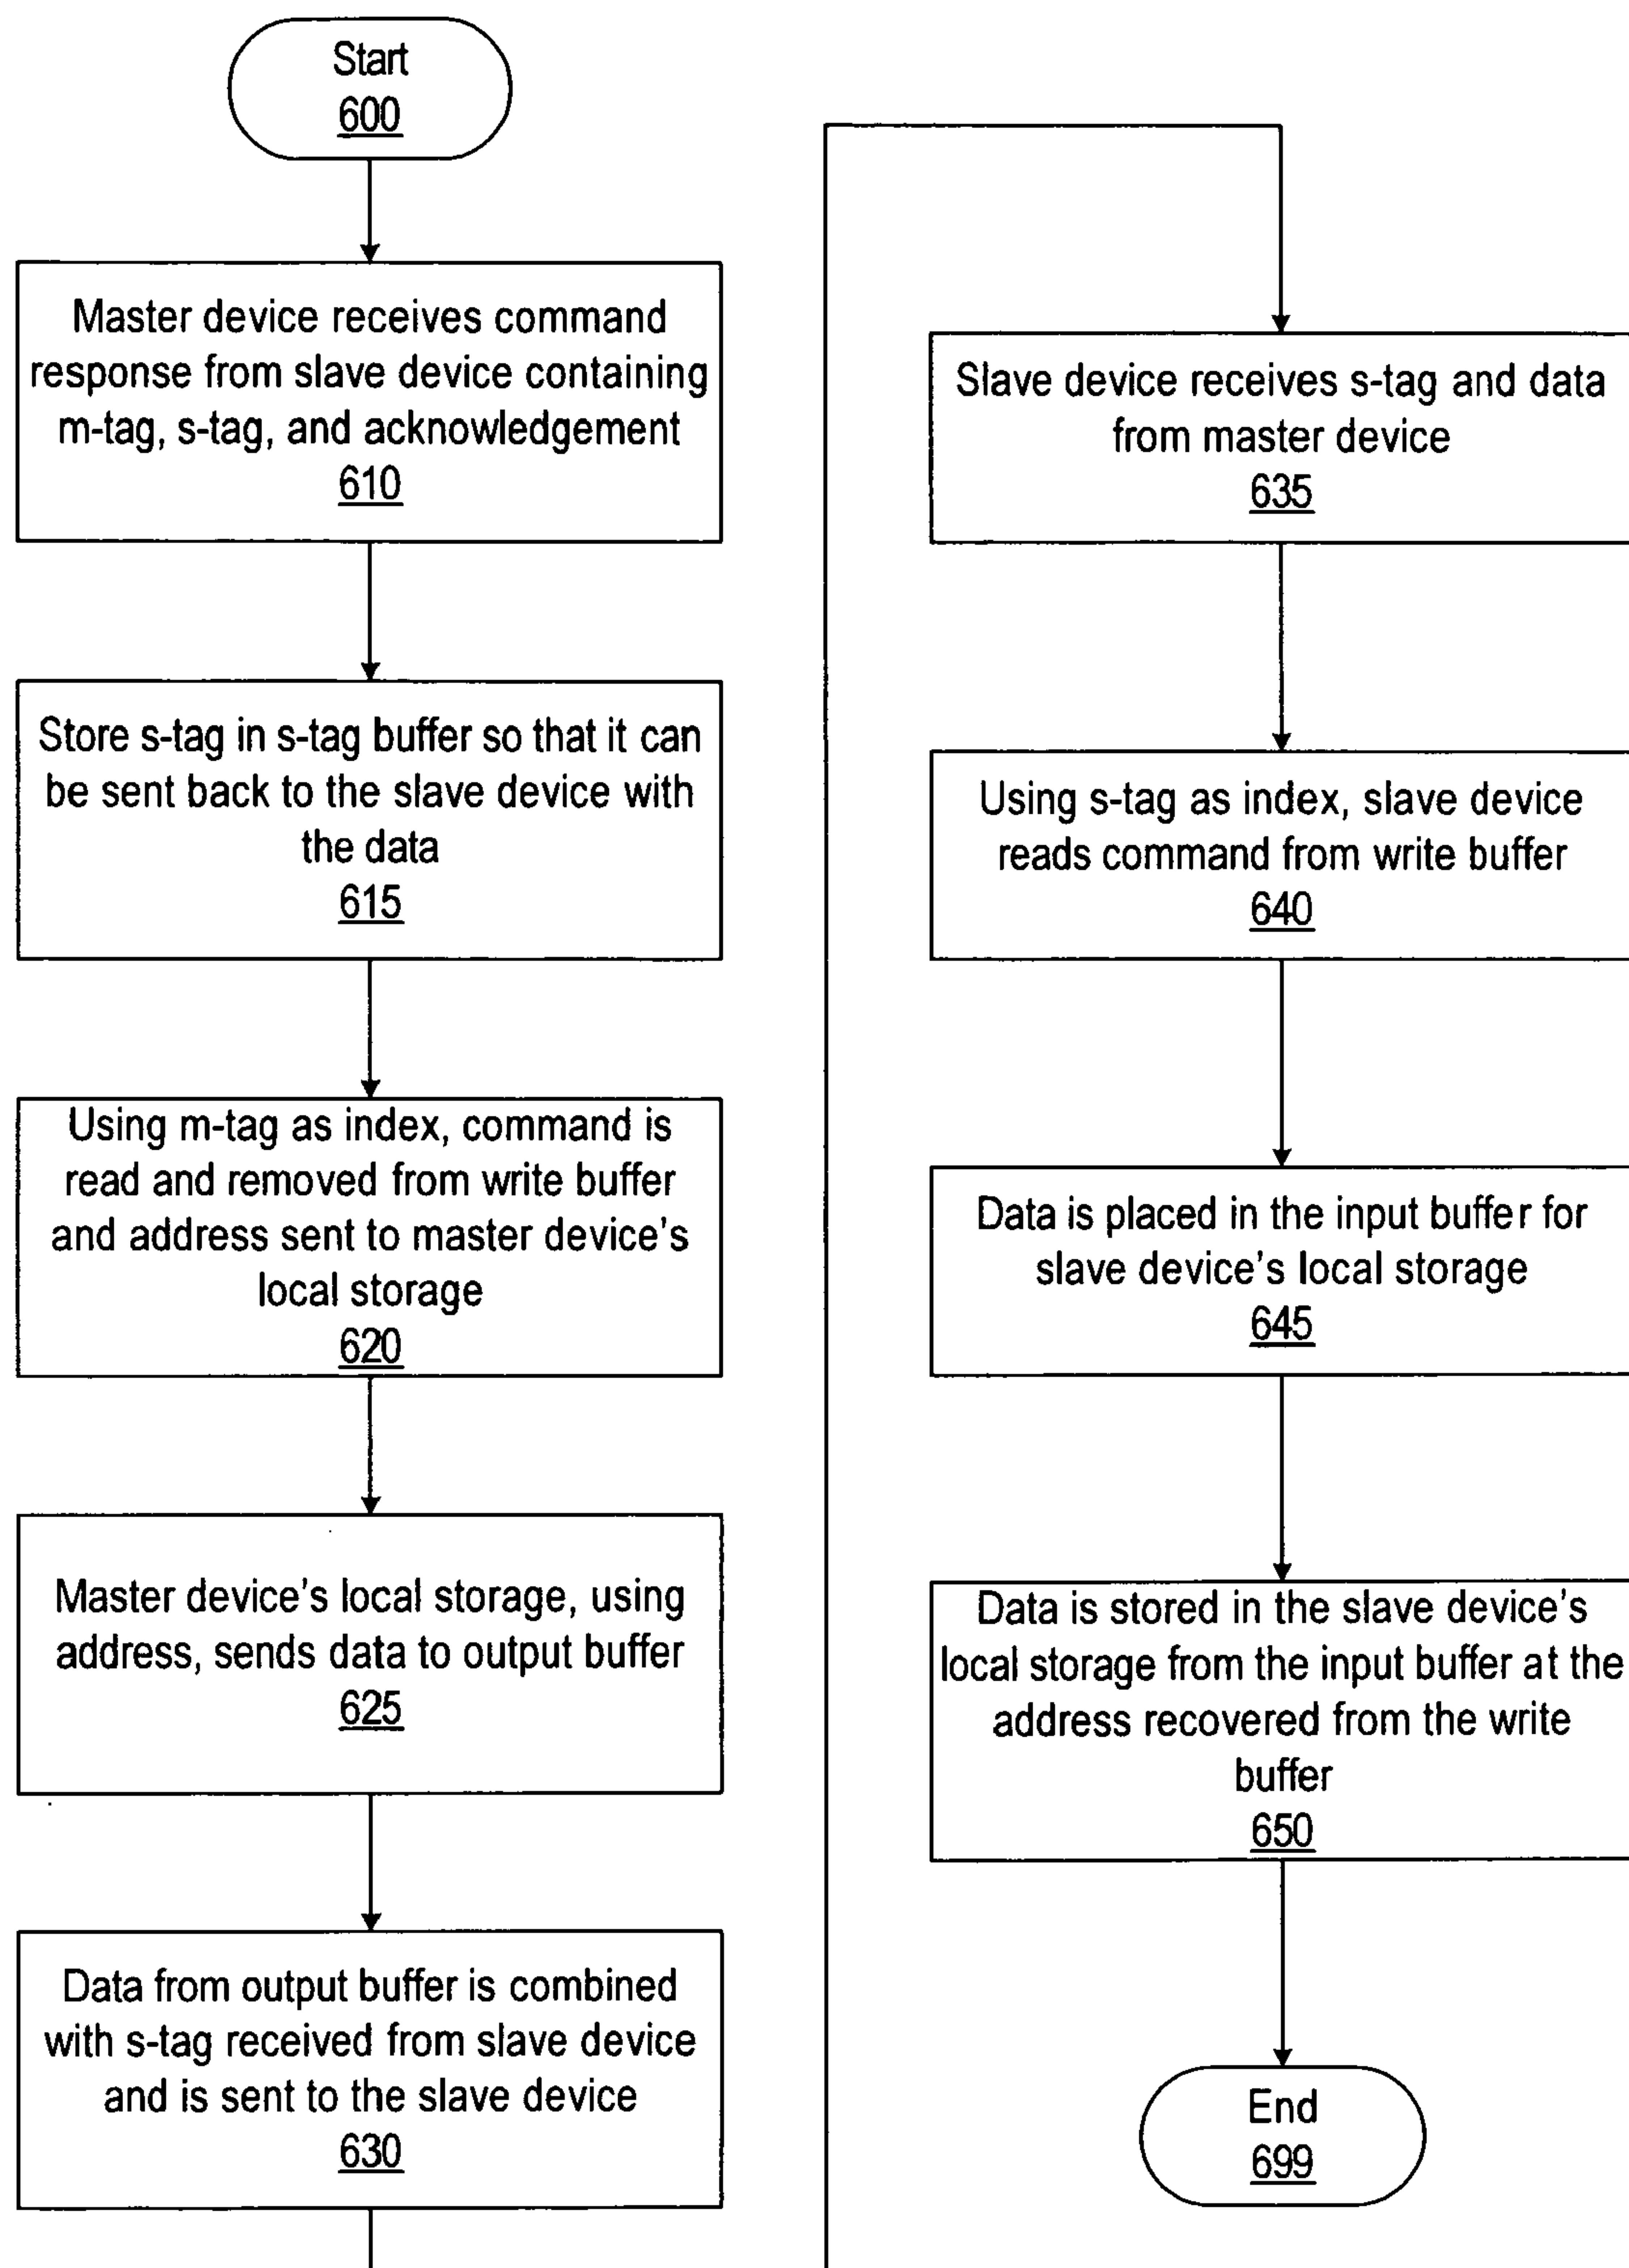 Start
600
Master device receives command
response from slave device containing
m-tag, s-tag, and acknowledgement
610
Store s-tag in s-tag buffer so that it can
be sent back to the slave device with
the data
615
Using m-tag as index, command is
read and removed from write buffer
and address sent to master device's
local storage
620
Master device's local storage, using
address, sends data to output buffer
625
Data from output buffer is combined
with s-tag received from slave device
and is sent to the slave device
630
Slave device receives s-tag and data
from master device
635
Using s-tag as index, slave device
reads command from write buffer
640
Data is placed in the input buffer for
slave device's local storage
645
Data is stored in the slave device's
local storage from the input buffer at the
address recovered from the write
buffer
650
End
699